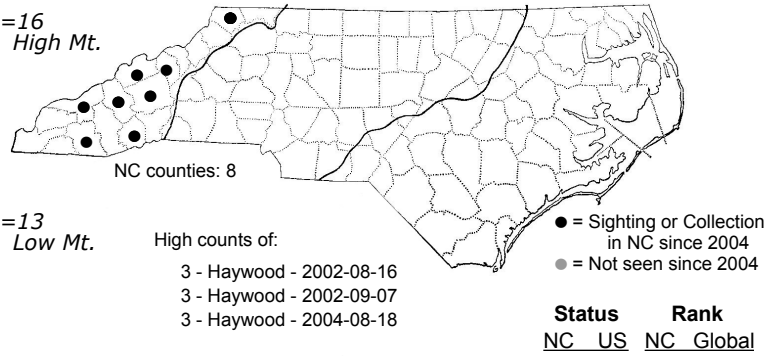 =16
High Mt.
NC counties: 8
=13
Low Mt.
High counts of:
3 - Haywood - 2002-08-16
3 - Haywood - 2002-09-07
3 - Haywood - 2004-08-18
● = Sighting or Collection
in NC since 2004
● = Not seen since 2004
Status Rank
NC US NC Global